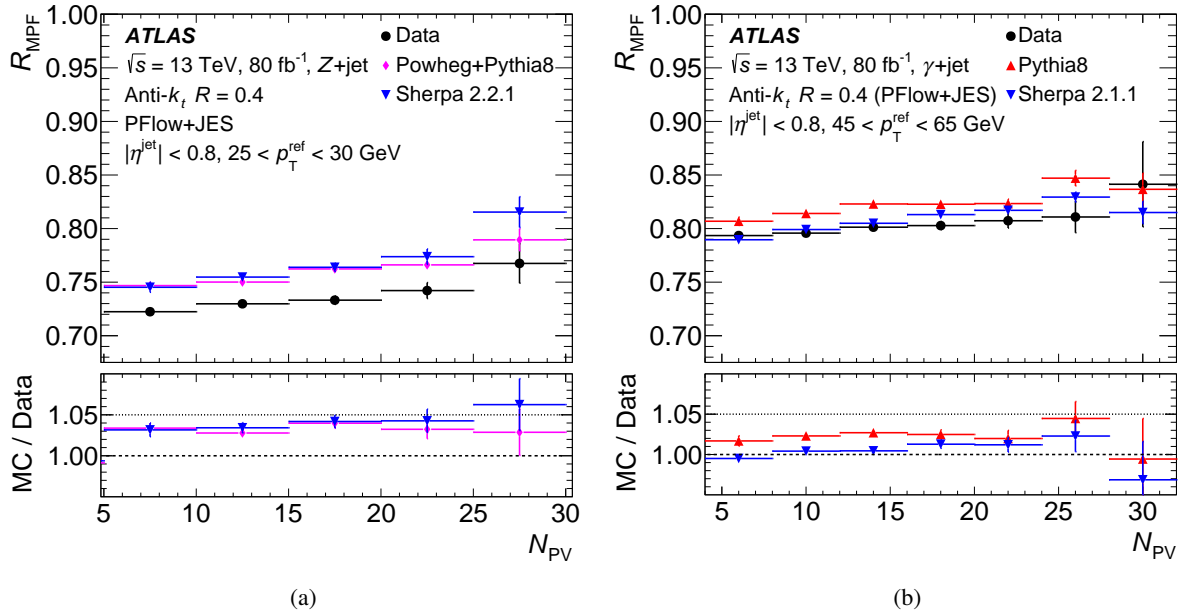 R_MPF
1.00
0.95
0.90
0.85
0.80
0.75
0.70
ATLAS
√s = 13 TeV, 80 fb⁻¹, Z+jet
Anti-k_t R = 0.4
PFlow+JES
|η^jet| < 0.8, 25 < p_T^ref < 30 GeV
Data
Powheg+Pythia8
Sherpa 2.2.1
MC / Data
1.05
1.00
5 10 15 20 25 30
N_PV
(a)
R_MPF
1.00
0.95
0.90
0.85
0.80
0.75
0.70
ATLAS
√s = 13 TeV, 80 fb⁻¹, γ+jet
Anti-k_t R = 0.4 (PFlow+JES)
|η^jet| < 0.8, 45 < p_T^ref < 65 GeV
Data
Pythia8
Sherpa 2.1.1
MC / Data
1.05
1.00
5 10 15 20 25 30
N_PV
(b)